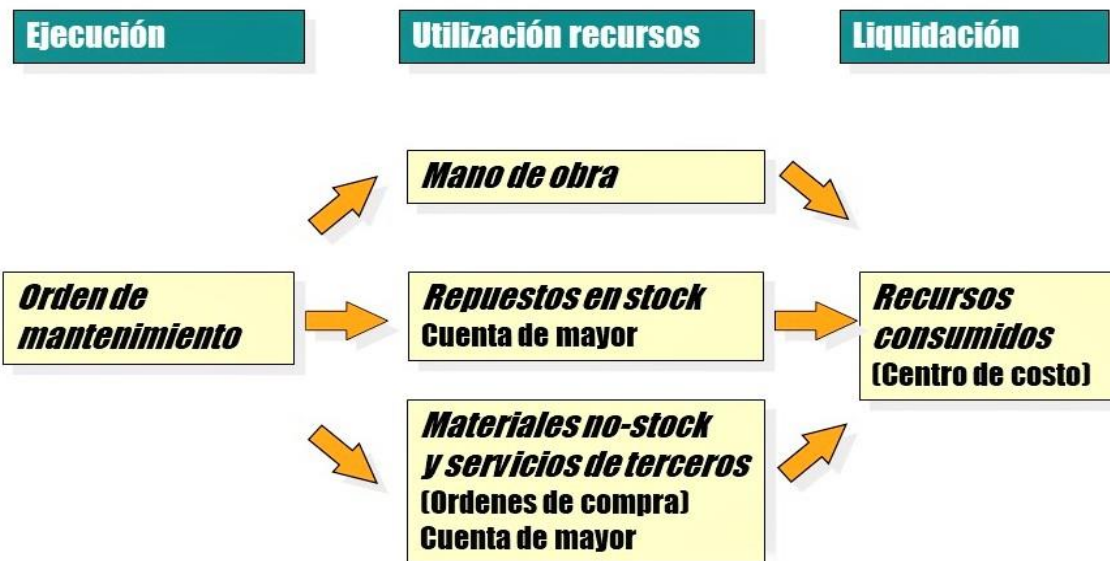 Ejecución
Utilización recursos
Liquidación
Mano de obra
Orden de
mantenimiento
Repuestos en stock
Cuenta de mayor
Recursos
consumidos
(Centro de costo)
Materiales no-stock
y servicios de terceros
(Ordenes de compra)
Cuenta de mayor